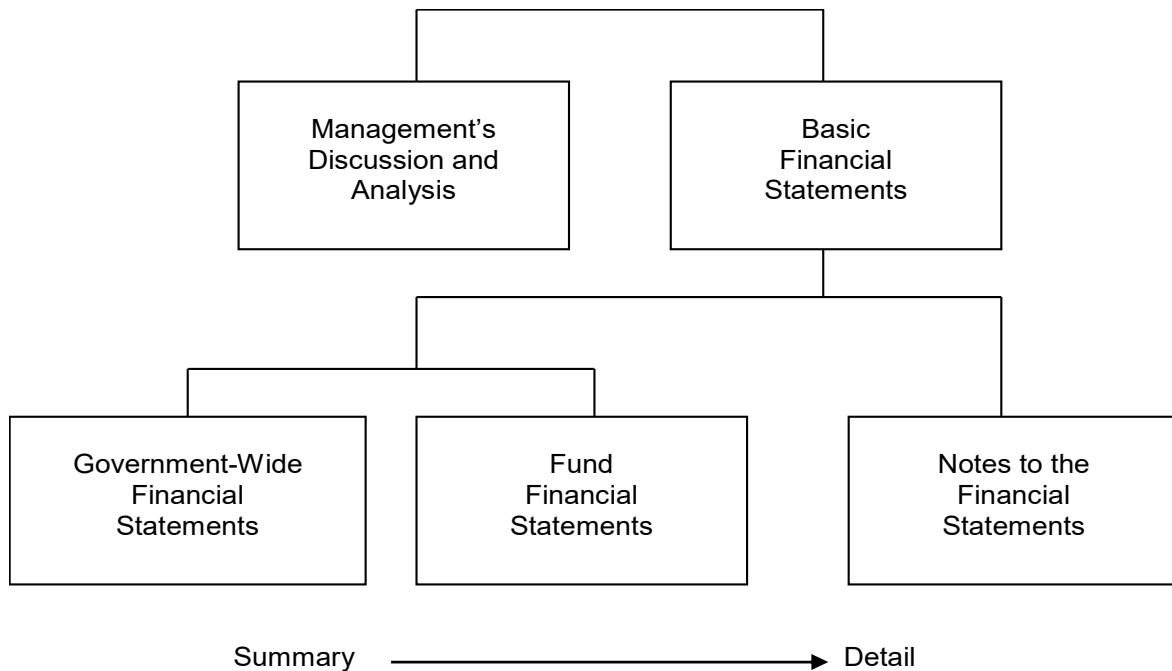 Management’s
Discussion and
Analysis
Basic
Financial
Statements
Government-Wide
Financial
Statements
Fund
Financial
Statements
Notes to the
Financial
Statements
Summary
Detail